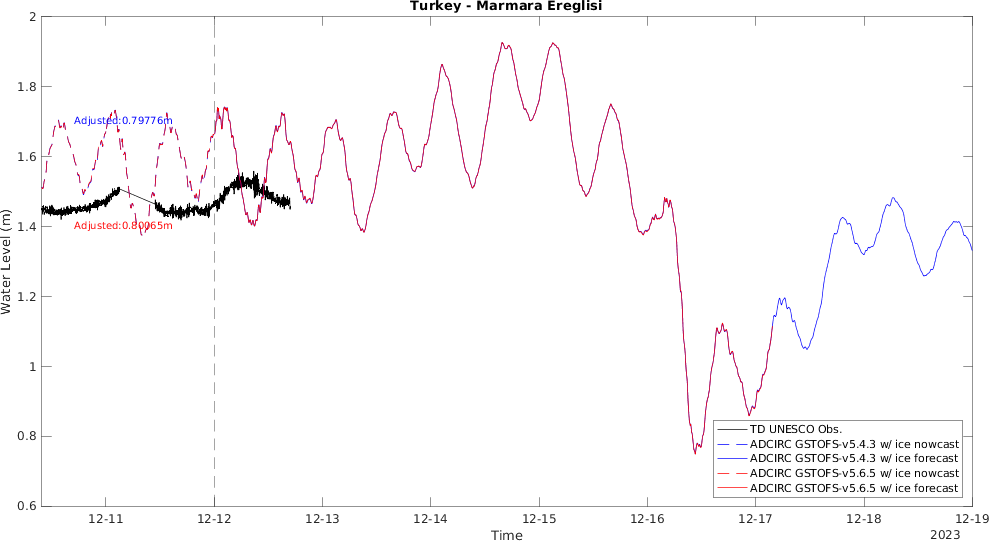 Turkey - Marmara Ereglisi
2
1.8
1.6
1.4
1.2
1
0.8
0.6
Water Level (m)
Adjusted:0.79776m
Adjusted:0.80065m
TD UNESCO Obs.
ADCIRC GSTOFS-v5.4.3 w/ ice nowcast
ADCIRC GSTOFS-v5.4.3 w/ ice forecast
ADCIRC GSTOFS-v5.6.5 w/ ice nowcast
ADCIRC GSTOFS-v5.6.5 w/ ice forecast
12-11 12-12 12-13 12-14 12-15 12-16 12-17 12-18 12-19
Time
2023